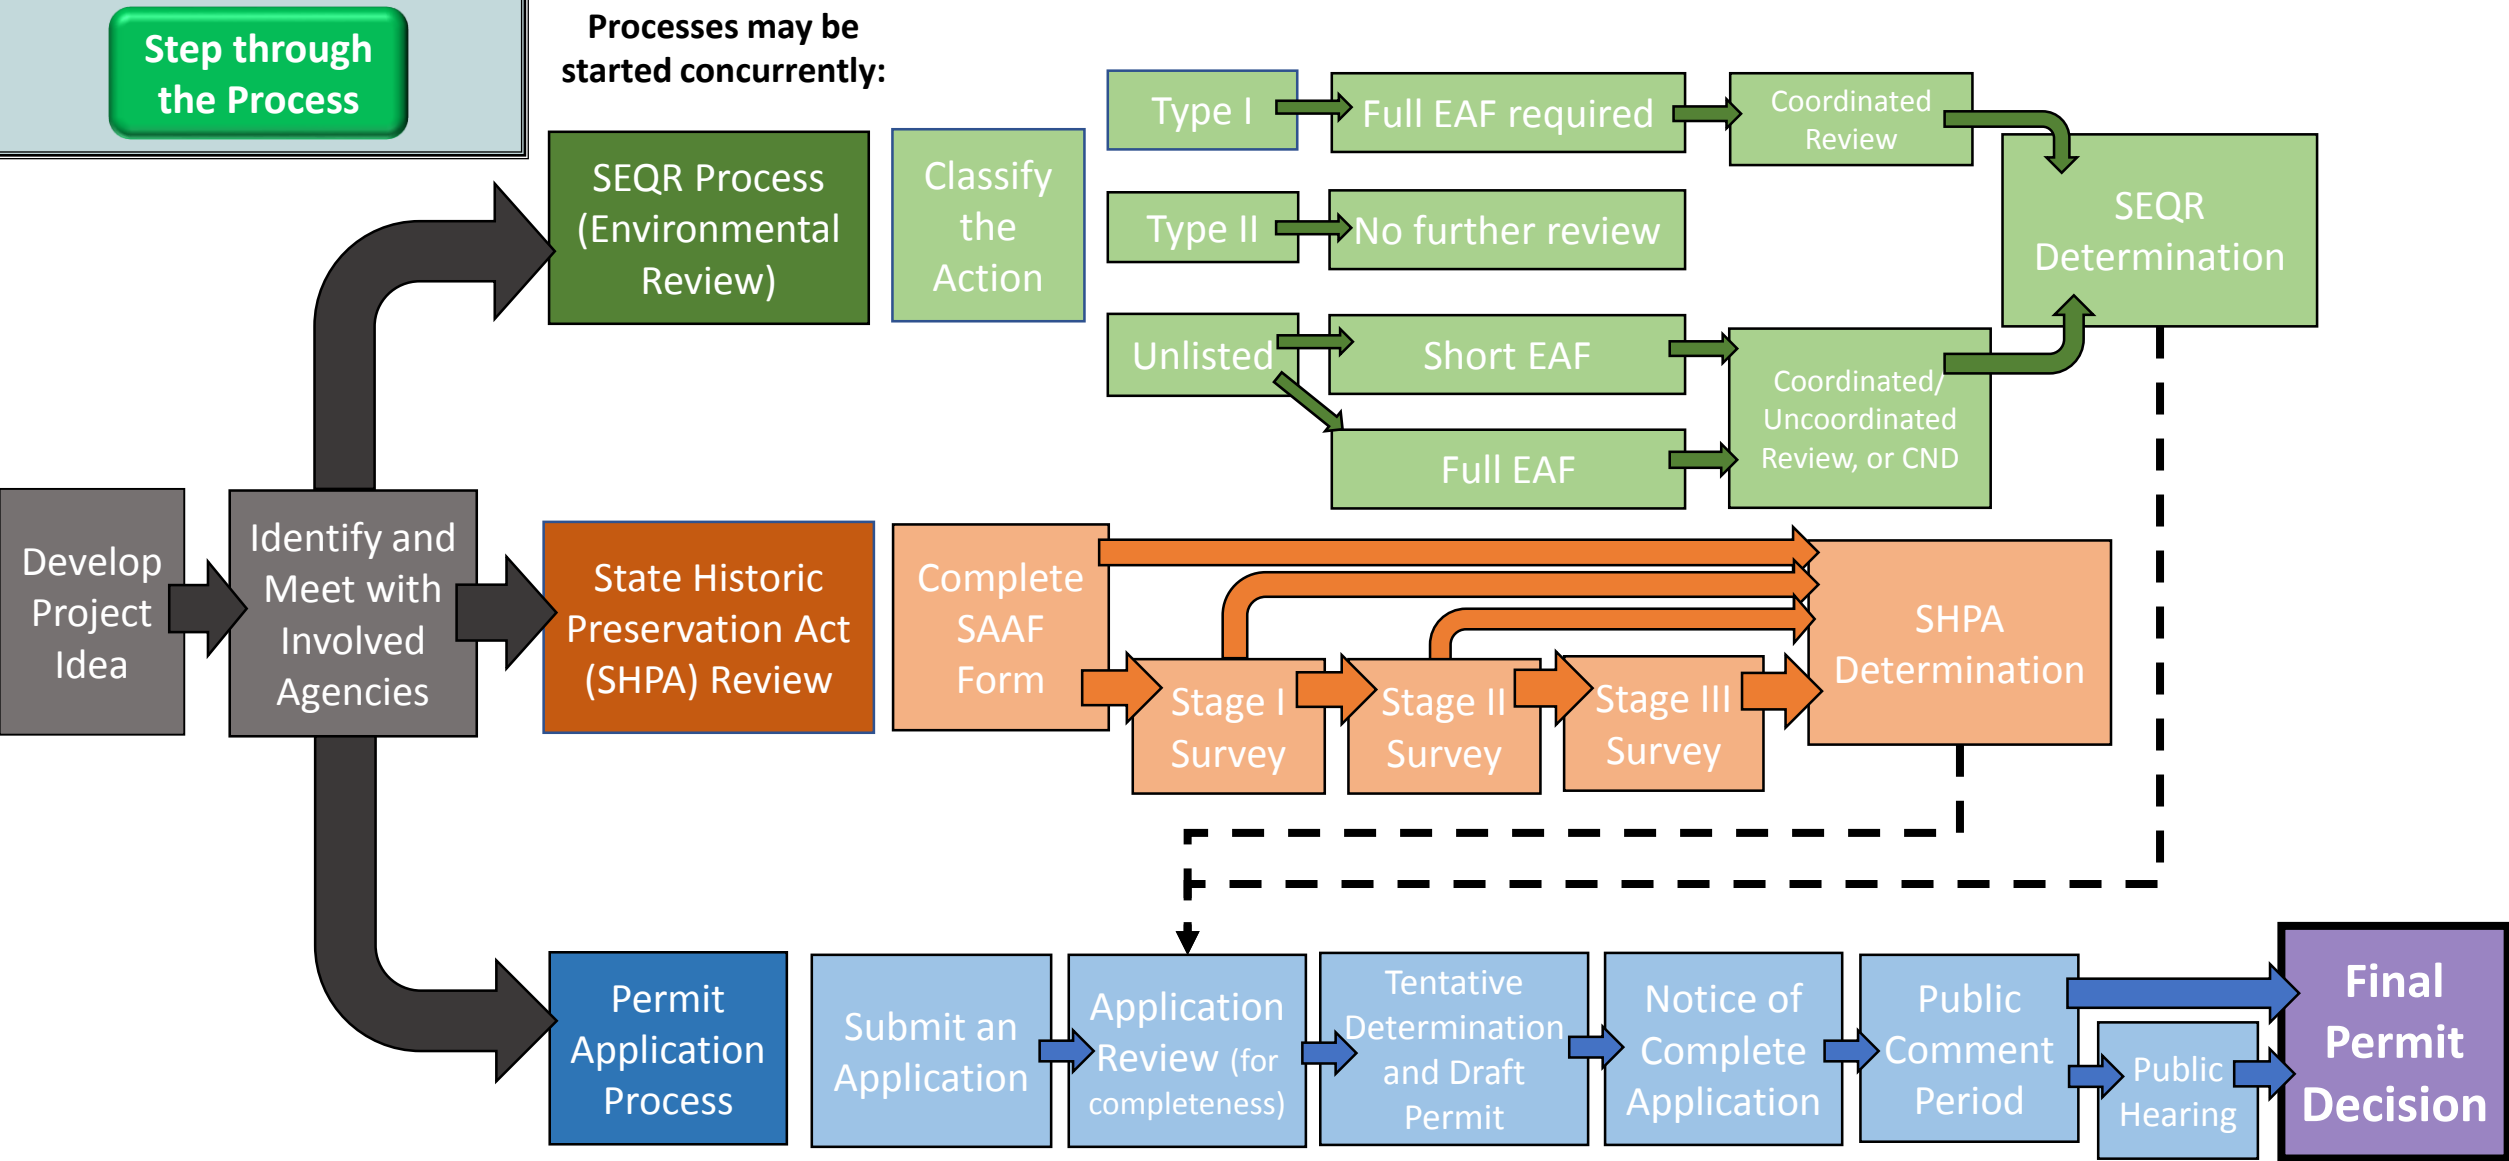 Step through
the Process
Processes may be
started concurrently:
SEQR Process
(Environmental
Review)
Classify
the
Action
Type I
Full EAF required
Coordinated
Review
Type II
No further review
Unlisted
Short EAF
Full EAF
Coordinated/
Uncoordinated
Review, or CND
SEQR
Determination
Develop
Project
Idea
Identify and
Meet with
Involved
Agencies
State Historic
Preservation Act
(SHPA) Review
Complete
SAAF
Form
Stage I
Survey
Stage II
Survey
Stage III
Survey
SHPA
Determination
Permit
Application
Process
Submit an
Application
Application
Review (for
completeness)
Tentative
Determination
and Draft
Permit
Notice of
Complete
Application
Public
Comment
Period
Public
Hearing
Final
Permit
Decision